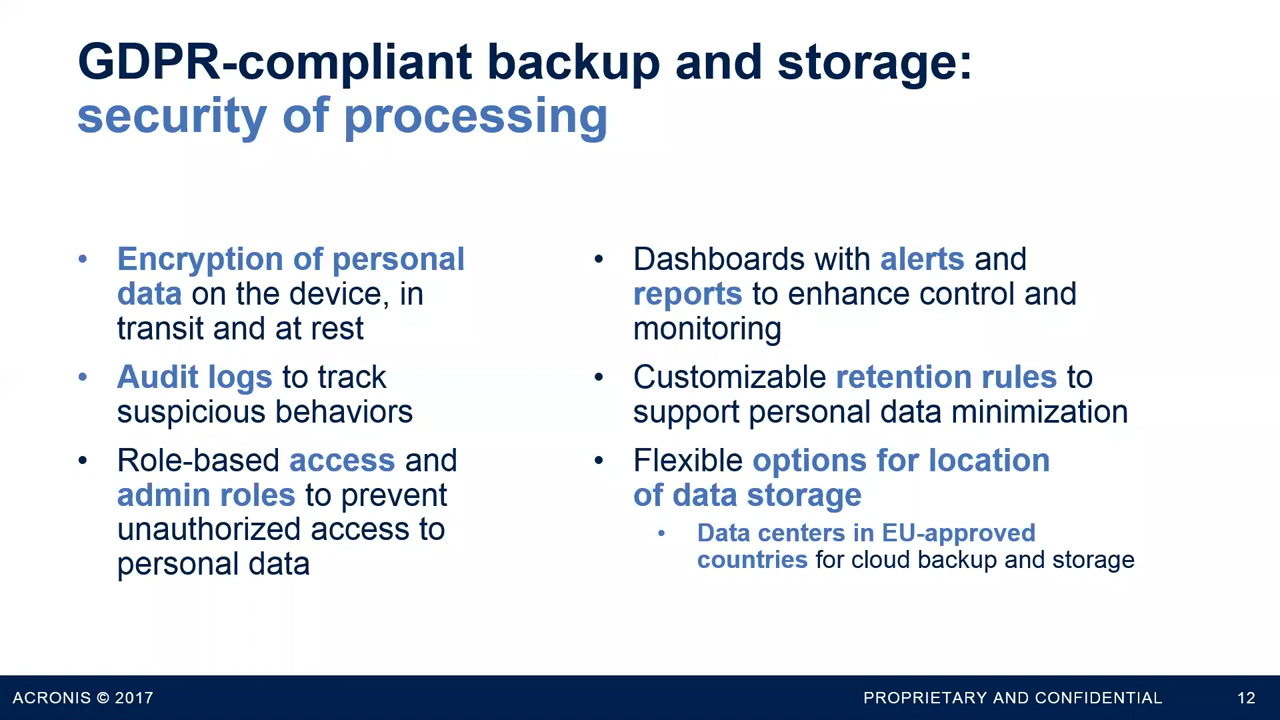 GDPR-compliant backup and storage:
security of processing
• Encryption of personal
data on the device, in
transit and at rest
• Audit logs to track
suspicious behaviors
• Role-based access and
admin roles to prevent
unauthorized access to
personal data
• Dashboards with alerts and
reports to enhance control and
monitoring
• Customizable retention rules to
support personal data minimization
• Flexible options for location
of data storage
• Data centers in EU-approved
countries for cloud backup and storage
ACRONIS © 2017
PROPRIETARY AND CONFIDENTIAL
12